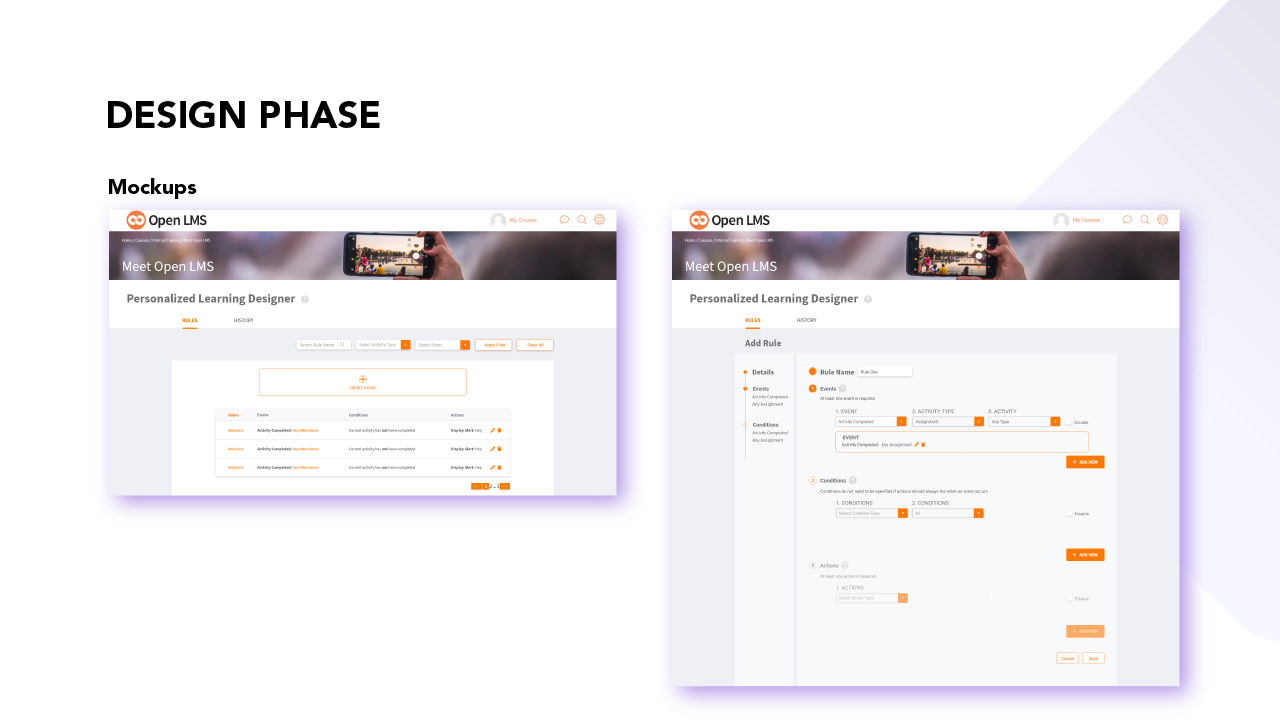 DESIGN PHASE
Mockups
Open LMS
My Courses
Home / Courses / Internal Training / Meet Open LMS
Meet Open LMS
Personalized Learning Designer ?
RULES HISTORY
Search Rule Name Select Activity Type Select Event Apply Filter Show All
CREATE A RULE
Name Events Conditions Actions
Welcome Activity Completed: Any Attendance Current activity has not been completed Display Alert: Hey
Welcome Activity Completed: Any Attendance Current activity has not been completed Display Alert: Hey
Welcome Activity Completed: Any Attendance Current activity has not been completed Display Alert: Hey
Open LMS
My Courses
Home / Courses / Internal Training / Meet Open LMS
Meet Open LMS
Personalized Learning Designer ?
RULES HISTORY
Add Rule
Details
Events
Activity Completed
Any Assignment
Conditions
Activity Completed
Any Assignment
Rule Name Rule One
Events ?
At least one event is required
1. EVENT 2. ACTIVITY TYPE 3. ACTIVITY
Activity Completed Assignment Any Type Disable
EVENT
Activity Completed: Any Assignment
+ ADD NEW
2 Conditions ?
Conditions do not need to be specified if actions should always fire when an event occurs.
1. CONDITIONS 2. CONDITIONS
Select Condition Type All Disable
+ ADD NEW
3 Actions ?
At least one action is required.
1. ACTIONS
Select Action Type Disable
+ ADD NEW
Cancel Save